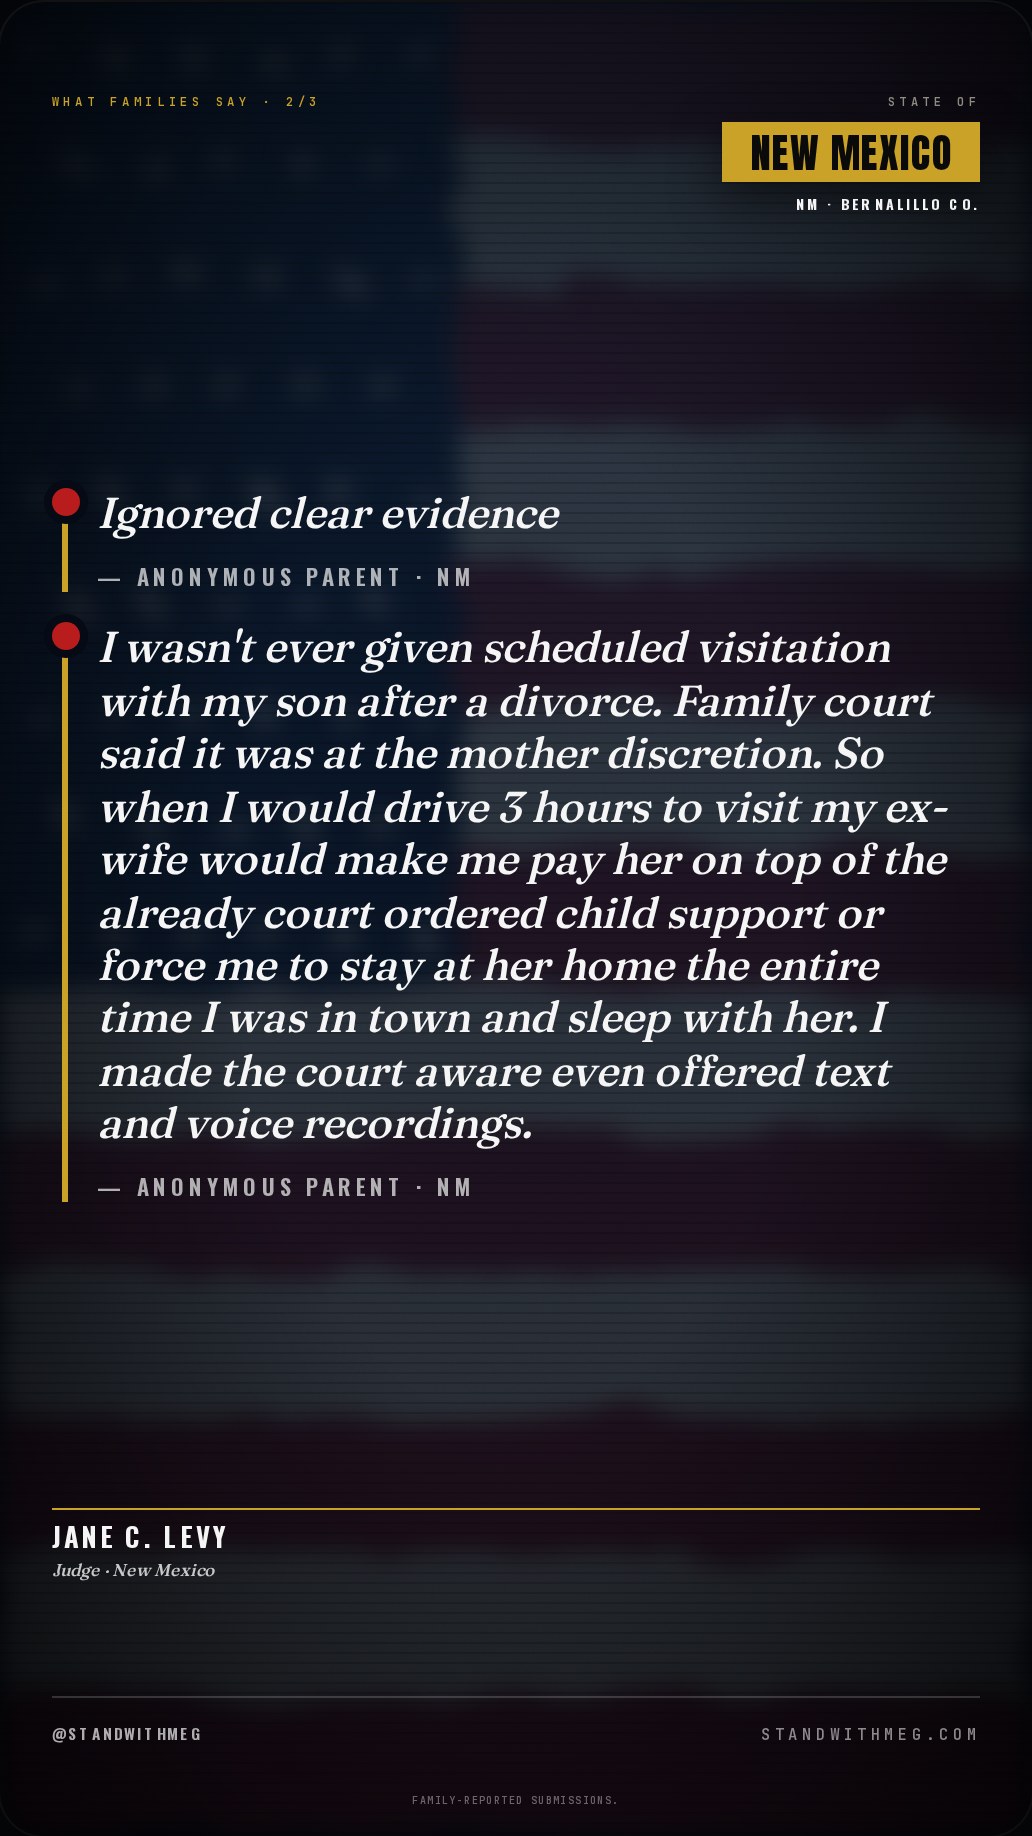 WHAT FAMILIES SAY · 2/3
STATE OF
NEW MEXICO
NM · BERNALILLO CO.
Ignored clear evidence
— ANONYMOUS PARENT · NM
I wasn't ever given scheduled visitation
with my son after a divorce. Family court
said it was at the mother discretion. So
when I would drive 3 hours to visit my ex-
wife would make me pay her on top of the
already court ordered child support or
force me to stay at her home the entire
time I was in town and sleep with her. I
made the court aware even offered text
and voice recordings.
— ANONYMOUS PARENT · NM
JANE C. LEVY
Judge · New Mexico
@STANDWITHMEG
STANDWITHMEG.COM
FAMILY-REPORTED SUBMISSIONS.